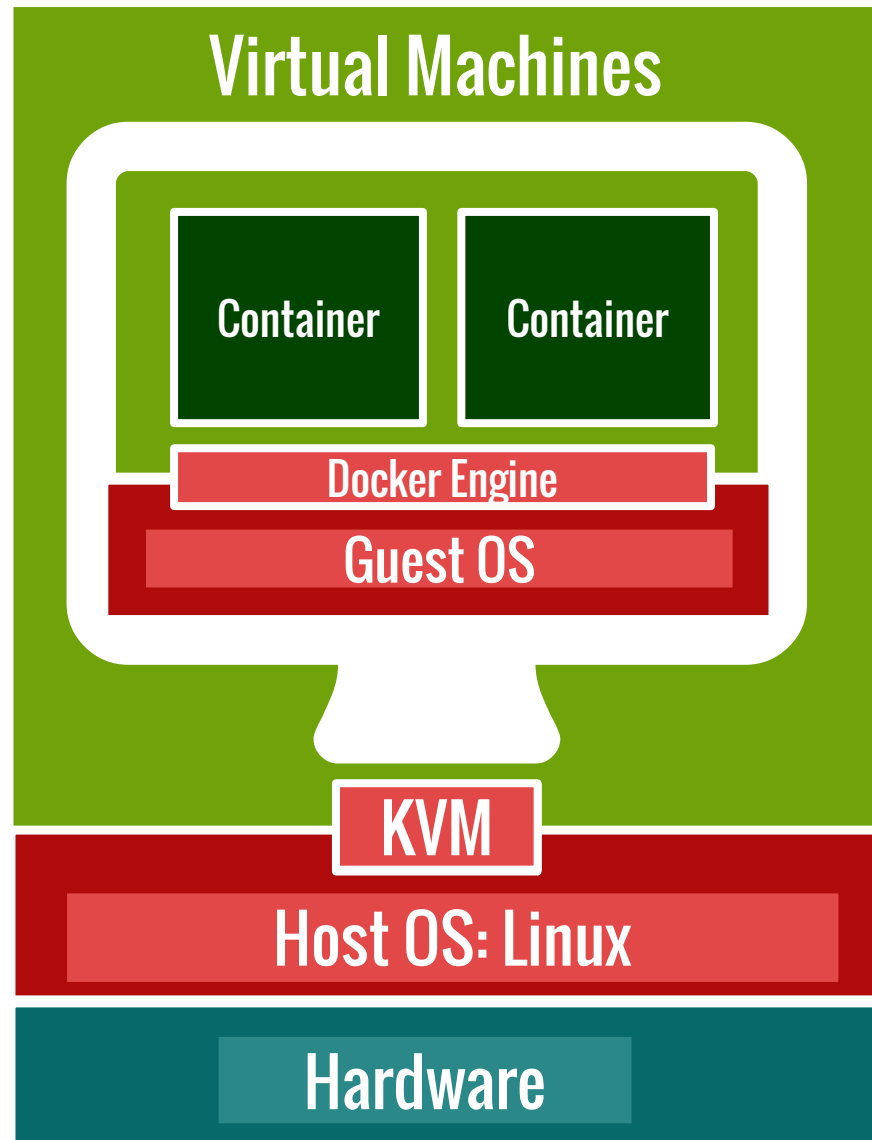 Virtual Machines
Container
Container
Docker Engine
Guest OS
KVM
Host OS: Linux
Hardware